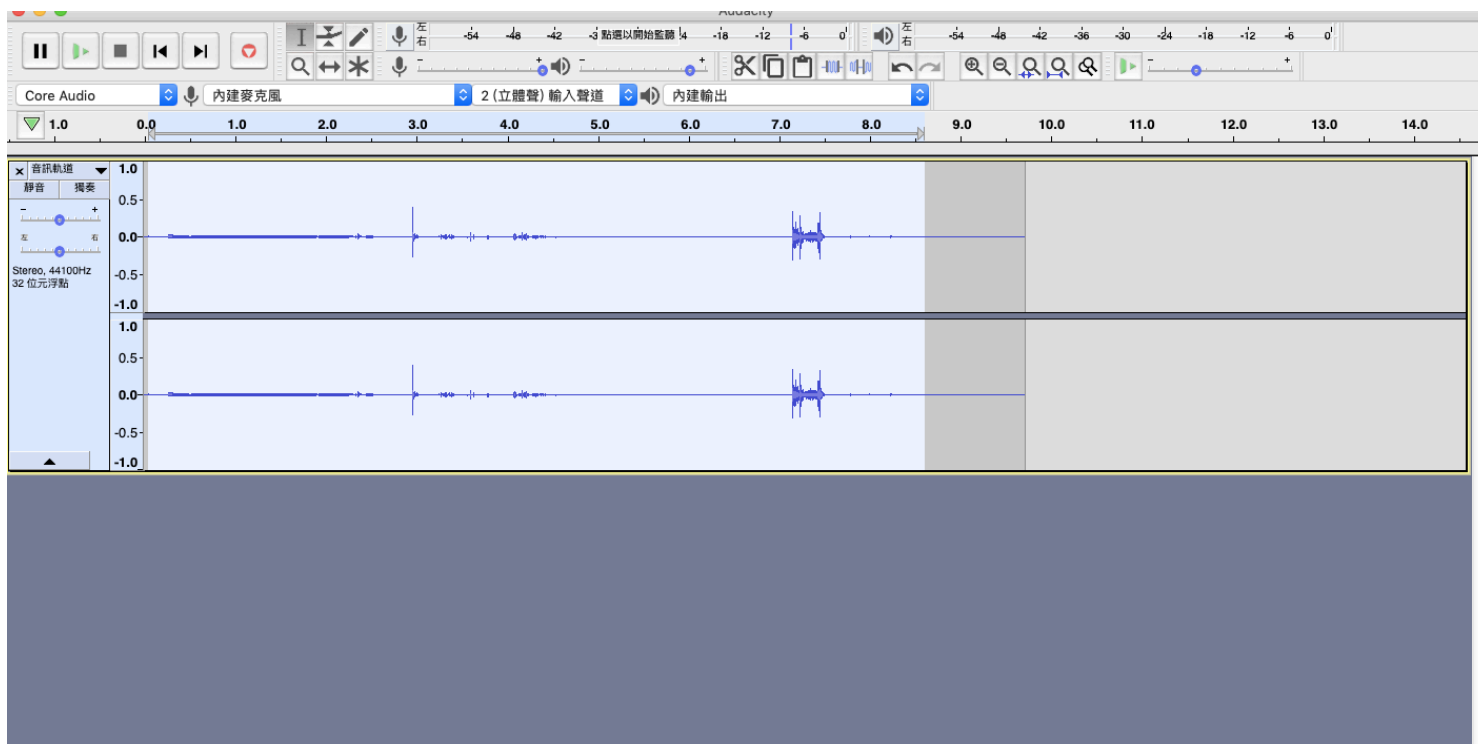 Audacity
左 -54 -48 -42 -3 點選以開始監聽 !4 -18 -12 -6 0 左 -54 -48 -42 -36 -30 -24 -18 -12 -6 0
右 右
- + - + - +
Core Audio 內建麥克風 2 (立體聲) 輸入聲道 內建輸出
1.0 0.0 1.0 2.0 3.0 4.0 5.0 6.0 7.0 8.0 9.0 10.0 11.0 12.0 13.0 14.0
x 音訊軌道 1.0
靜音 獨奏
- + 0.5-
左 右 0.0-
Stereo, 44100Hz -0.5-
32 位元浮點
-1.0
1.0
0.5-
0.0-
-0.5-
-1.0